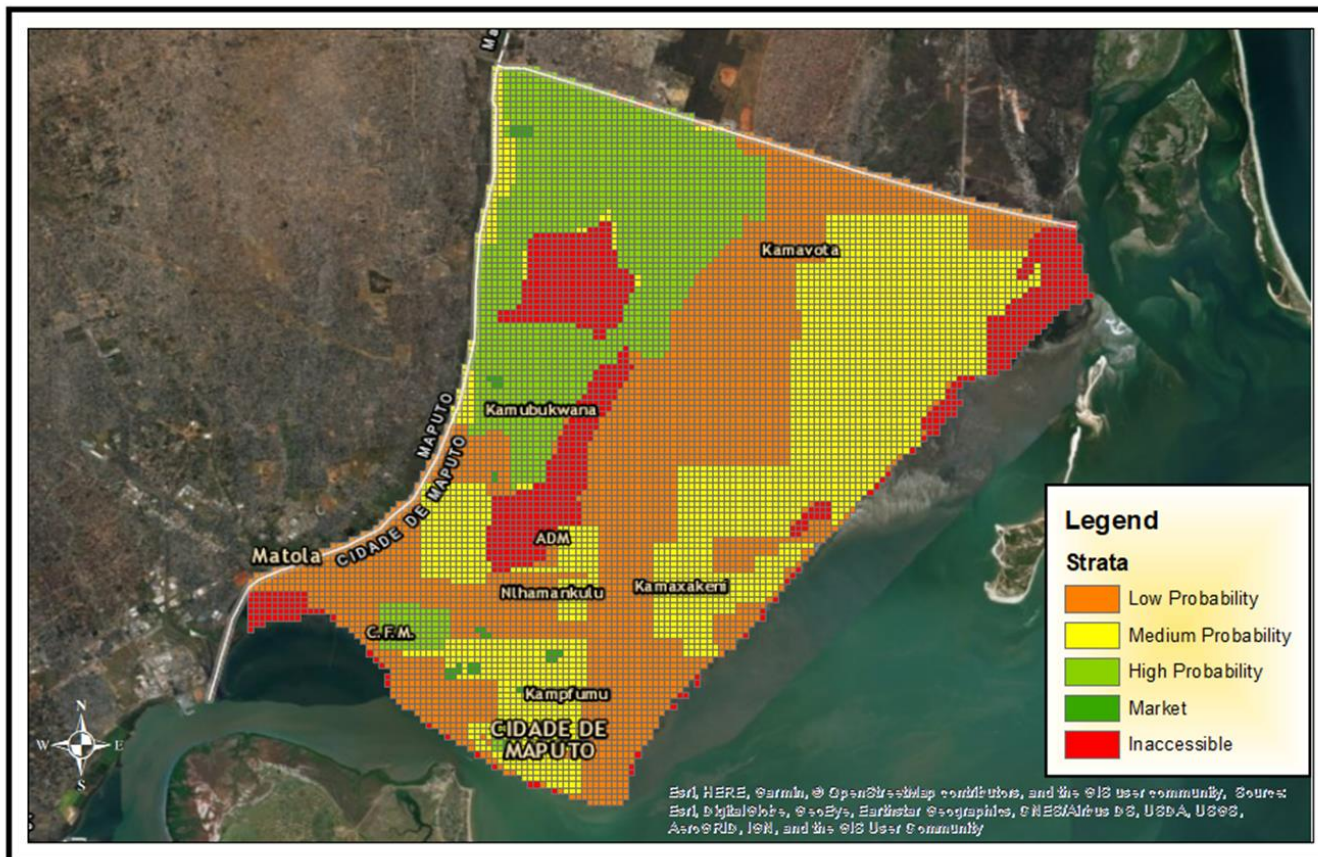 Ma
Kamavota
Kamubukwana
MAPUTO
CIDADE DE MAPUTO
Matola
ADM
Nlhamankulu
Kamaxakeni
C.F.M.
Kampfumu
CIDADE DE
MAPUTO
N
W E
S
Legend
Strata
Low Probability
Medium Probability
High Probability
Market
Inaccessible
Esri, HERE, Garmin, © OpenStreetMap contributors, and the GIS user community, Source:
Esri, DigitalGlobe, GeoEye, Earthstar Geographics, CNES/Airbus DS, USDA, USGS,
AeroGRID, IGN, and the GIS User Community